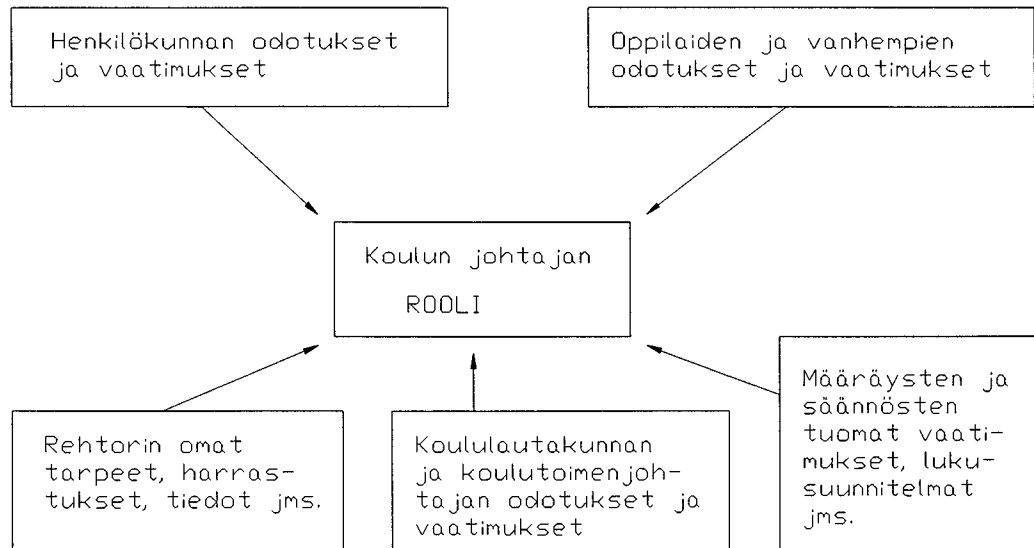 Henkilökunnan odotukset
ja vaatimukset
Oppilaiden ja vanhempien
odotukset ja vaatimukset
Koulun johtajan
ROOLI
Rehtorin omat
tarpeet, harras-
tukset, tiedot jms.
Koululautakunnan
ja koulutoimenjoh-
tajan odotukset ja
vaatimukset
Määräysten ja
säännösten
tuomat vaati-
mukset, luku-
suunnitelmat
jms.